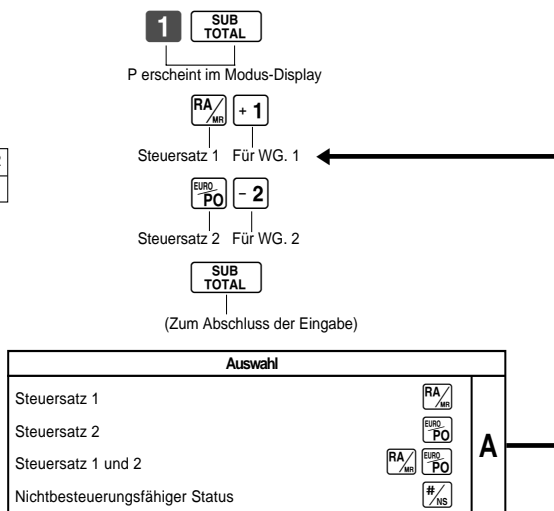 1 SUB TOTAL
P erscheint im Modus-Display
RA/MR + 1
Steuersatz 1 Für WG. 1
EURO PO - 2
Steuersatz 2 Für WG. 2
SUB TOTAL
(Zum Abschluss der Eingabe)
Auswahl
Steuersatz 1 RA/MR
Steuersatz 2 EURO PO
Steuersatz 1 und 2 RA/MR EURO PO
Nichtbesteuerungsfähiger Status #/NS
A